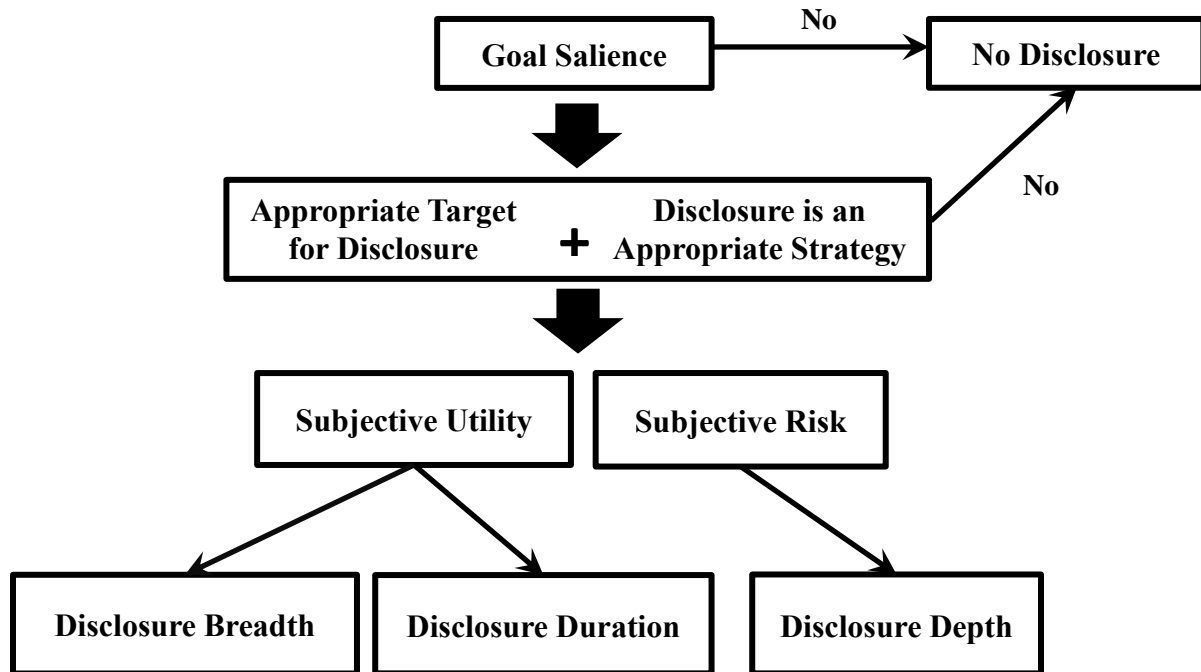 Goal Salience
No
No Disclosure
Appropriate Target
for Disclosure
+
Disclosure is an
Appropriate Strategy
No
Subjective Utility
Subjective Risk
Disclosure Breadth
Disclosure Duration
Disclosure Depth